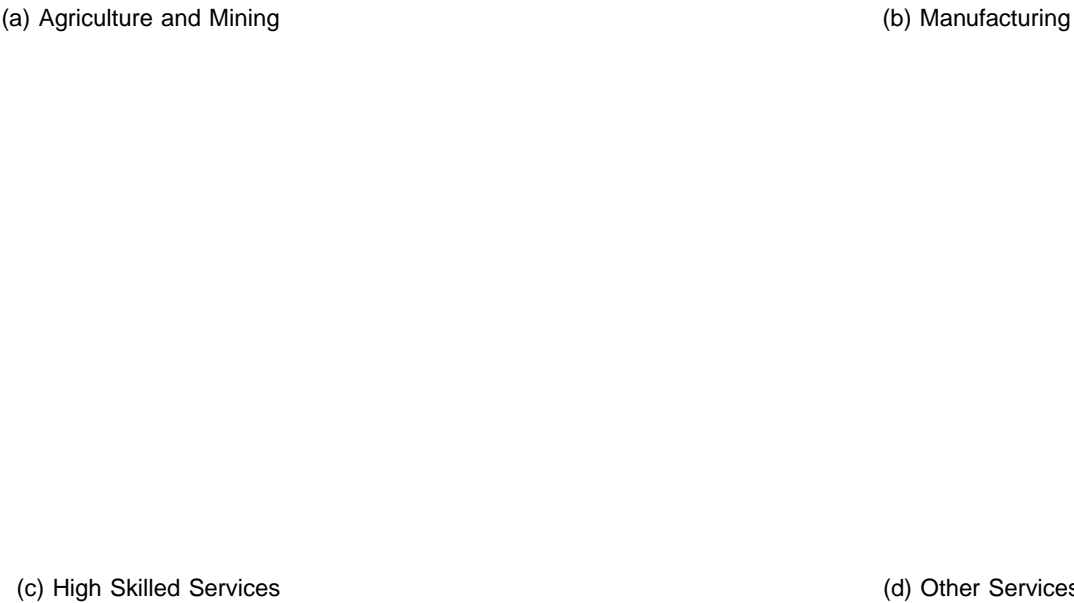 (a) Agriculture and Mining
(b) Manufacturing
(c) High Skilled Services
(d) Other Services